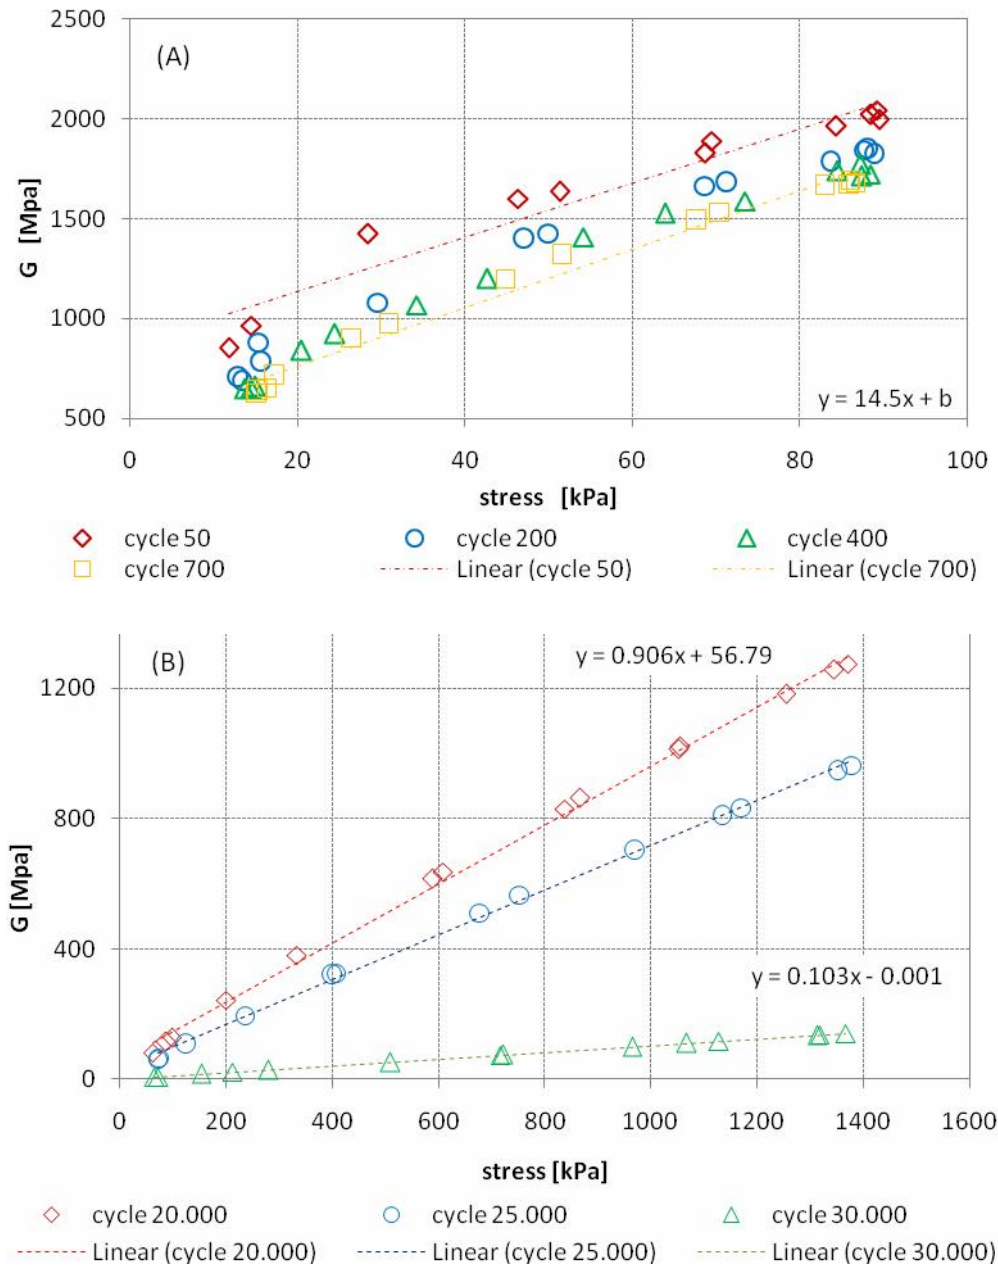 2500
(A)
2000
1500
1000
500
G [Mpa]
y = 14.5x + b
0 20 40 60 80 100
stress [kPa]
cycle 50 cycle 200 cycle 400
cycle 700 Linear (cycle 50) Linear (cycle 700)
(B)
y = 0.906x + 56.79
1200
800
400
0
G [Mpa]
y = 0.103x - 0.001
0 200 400 600 800 1000 1200 1400 1600
stress [kPa]
cycle 20.000 cycle 25.000 cycle 30.000
Linear (cycle 20.000) Linear (cycle 25.000) Linear (cycle 30.000)